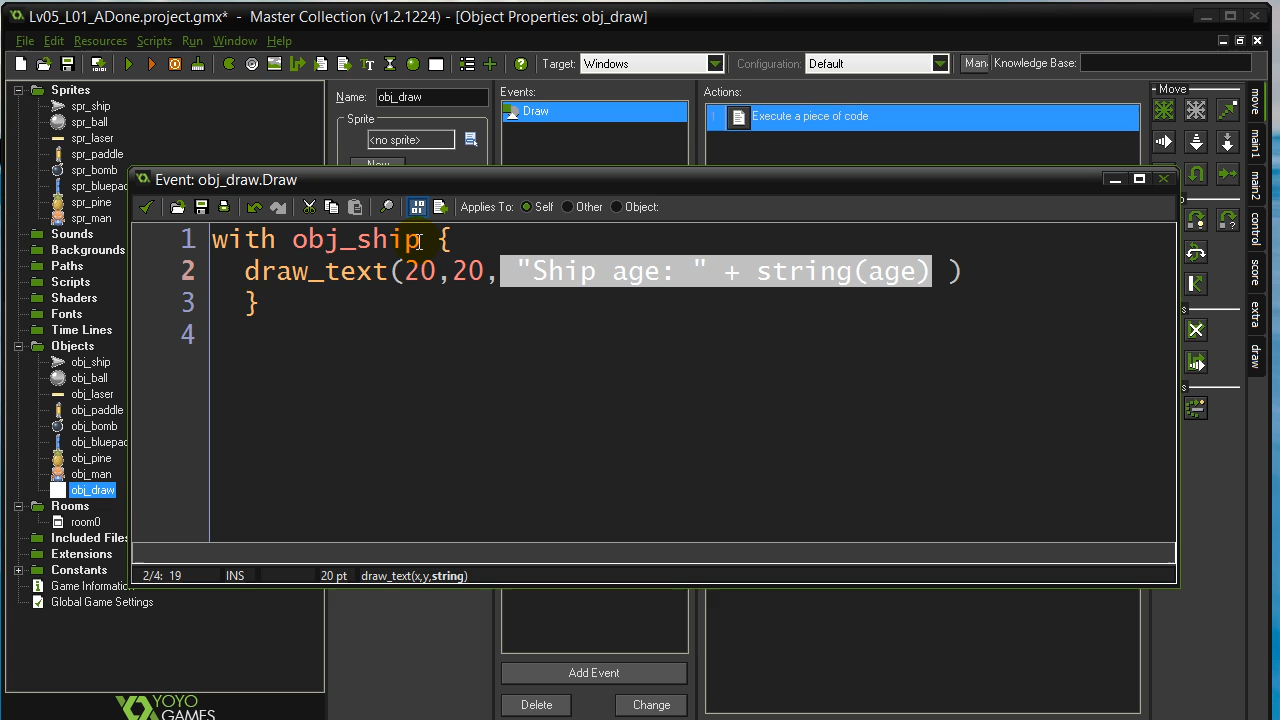 Lv05_L01_ADone.project.gmx* - Master Collection (v1.2.1224) - [Object Properties: obj_draw]
File Edit Resources Scripts Run Window Help
Target: Windows Configuration: Default Man Knowledge Base:
Sprites
spr_ship
spr_ball
spr_laser
spr_paddle
spr_bomb
spr_bluepad
spr_pine
spr_man
Sounds
Backgrounds
Paths
Scripts
Shaders
Fonts
Time Lines
Objects
obj_ship
obj_ball
obj_laser
obj_paddle
obj_bomb
obj_bluepad
obj_pine
obj_man
obj_draw
Rooms
room0
Included Files
Extensions
Constants
Game Information
Global Game Settings
YOYO
GAMES
Name: obj_draw
Sprite
<no sprite>
New
Events:
Draw
Actions:
Execute a piece of code
Move
move
main1
main2
control
score
extra
draw
Event: obj_draw.Draw
Applies To: Self Other Object:
1 with obj_ship {
2 draw_text(20,20, "Ship age: " + string(age) )
3 }
4
2/4: 19 INS 20 pt draw_text(x,y,string)
Add Event
Delete Change